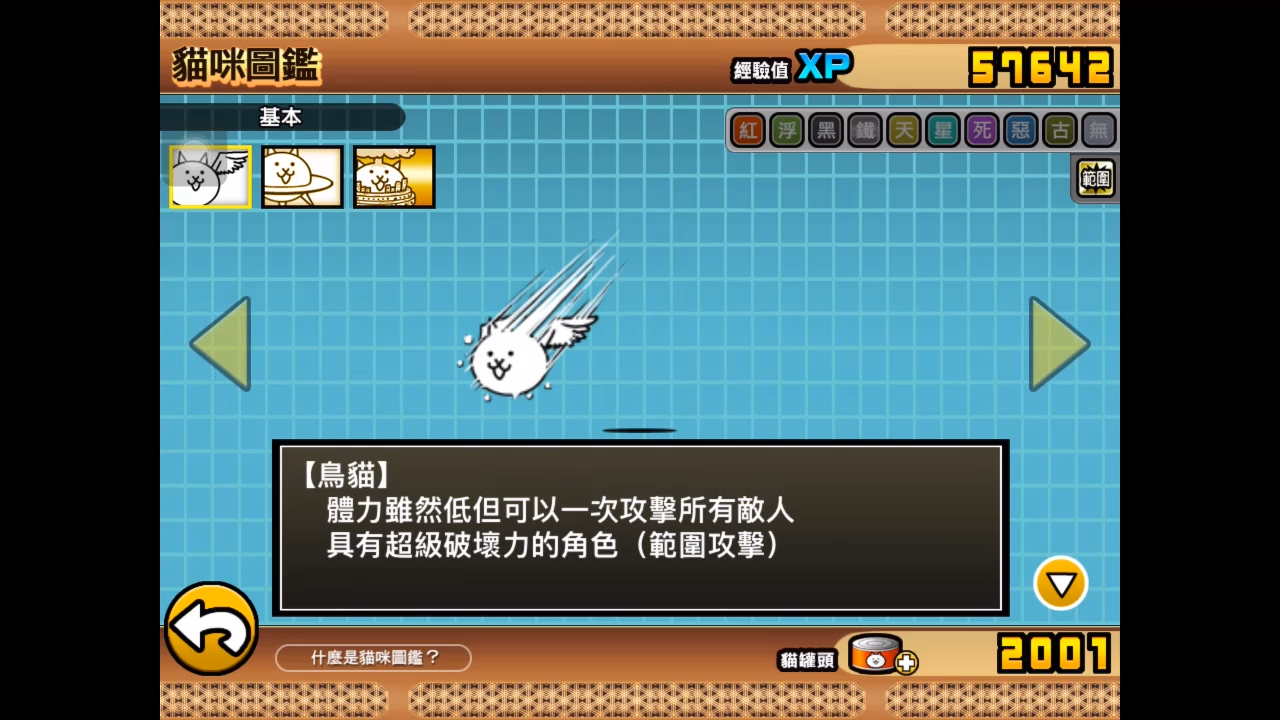 貓咪圖鑑
經驗值 XP 57642
基本
紅 浮 黑 鐵 天 星 死 惡 古 無
範圍
【鳥貓】
體力雖然低但可以一次攻擊所有敵人
具有超級破壞力的角色（範圍攻擊）
什麼是貓咪圖鑑？
貓罐頭 2001